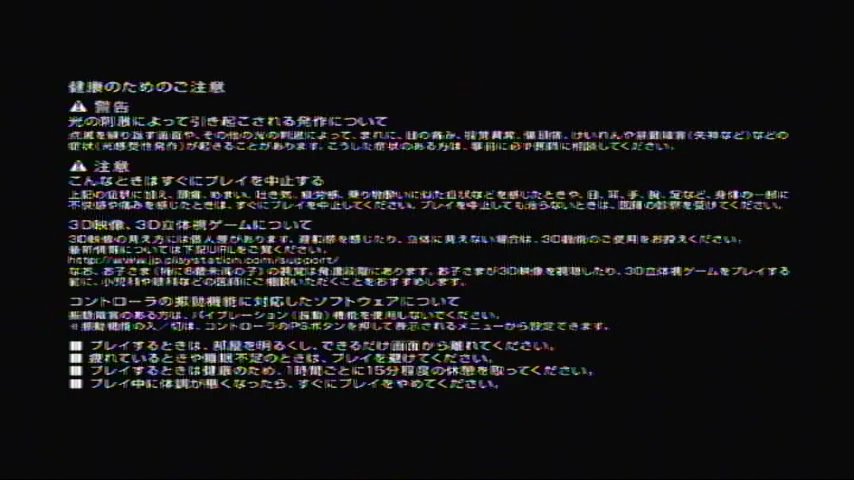 健康のためのご注意
警告
光の刺激によって引き起こされる発作について
点滅を繰り返す画面や、その他の光の刺激によって、まれに、目の痛み、視覚異常、偏頭痛、けいれんや意識障害(失神など)などの
症状(光感受性発作)が起きることがあります。こうした症状のある方は、事前に必ず医師に相談してください。
注意
こんなときはすぐにプレイを中止する
上記の症状に加え、頭痛、めまい、吐き気、疲労感、乗り物酔いに似た症状などを感じたときや、目、耳、手、腕、足など、身体の一部に
不快感や痛みを感じたときは、すぐにプレイを中止してください。プレイを中止しても治らないときは、医師の診察を受けてください。
3D映像、3D立体視ゲームについて
3D映像の見え方には個人差があります。違和感を感じたり、立体に見えない場合は、3D機能のご使用をお控えください。
最新情報については下記URLをご覧ください。
http://www.jp.playstation.com/support/
なお、お子さま(特に6歳未満の子)の視覚は発達段階にあります。お子さまが3D映像を視聴したり、3D立体視ゲームをプレイする
前に、小児科や眼科などの医師にご相談いただくことをおすすめします。
コントローラの振動機能に対応したソフトウェアについて
振動障害のある方は、バイブレーション(振動)機能を使用しないでください。
※振動機能の入/切は、コントローラのPSボタンを押して表示されるメニューから設定できます。
プレイするときは、部屋を明るくし、できるだけ画面から離れてください。
疲れているときや睡眠不足のときは、プレイを避けてください。
プレイするときは健康のため、1時間ごとに15分程度の休憩を取ってください。
プレイ中に体調が悪くなったら、すぐにプレイをやめてください。